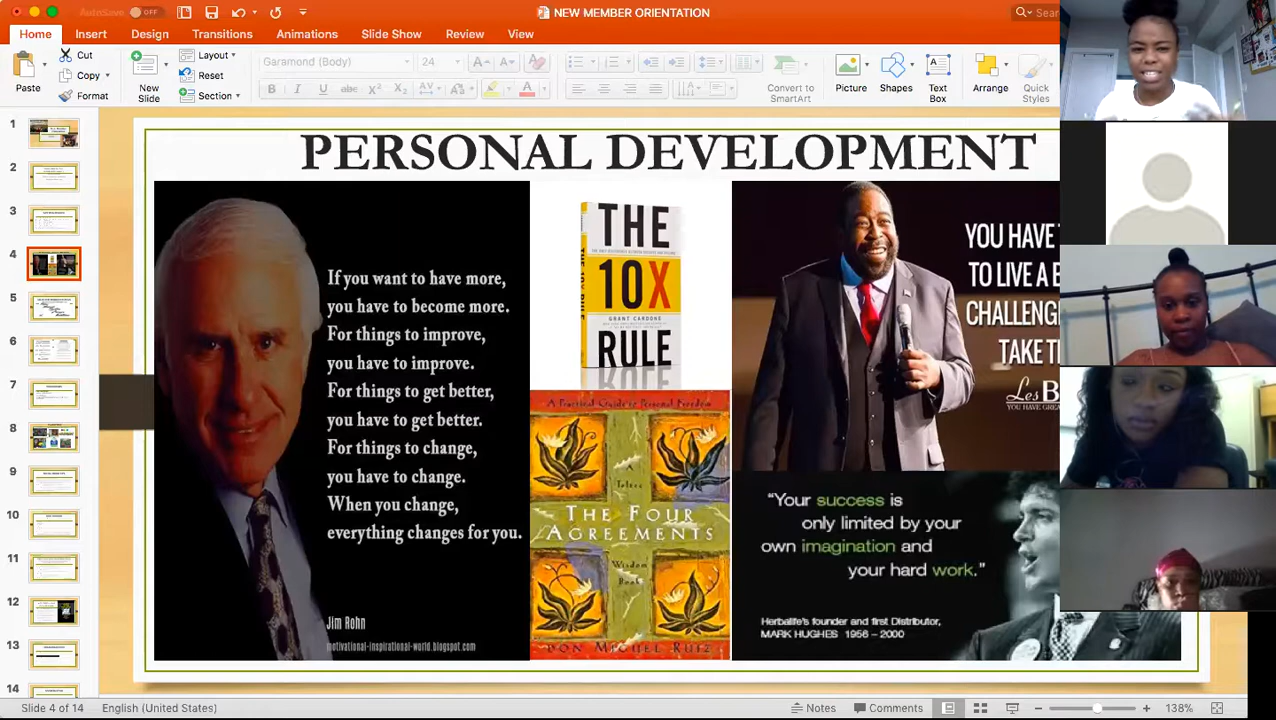 AutoSave OFF
NEW MEMBER ORIENTATION
Sear
Home Insert Design Transitions Animations Slide Show Review View
Paste
Cut
Copy
Format
New Slide
Layout
Reset
Section
Garamond (Body) 24
Convert to SmartArt
Picture
Shapes
Text Box
Arrange
Quick Styles
1
2
3
4
5
6
7
8
9
10
11
12
13
14
PERSONAL DEVELOPMENT
If you want to have more,
you have to become more.
For things to improve,
you have to improve.
For things to get better,
you have to get better.
For things to change,
you have to change.
When you change,
everything changes for you.
Jim Rohn
motivational-inspirational-world.blogspot.com
THE
10X
GRANT CARDONE
RULE
THE 10X RULE
A Practical Guide to Personal Freedom
A
Toltec
THE FOUR
AGREEMENTS
Wisdom
Book
DON MIGUEL RUIZ
YOU HAVE
TO LIVE A
CHALLENG
TAKE
Les B
YOU HAVE GREA
"Your success is
only limited by your
own imagination and
your hard work."
Herbalife's founder and first Distributor,
MARK HUGHES 1956 – 2000
Slide 4 of 14 English (United States) Notes Comments 138%